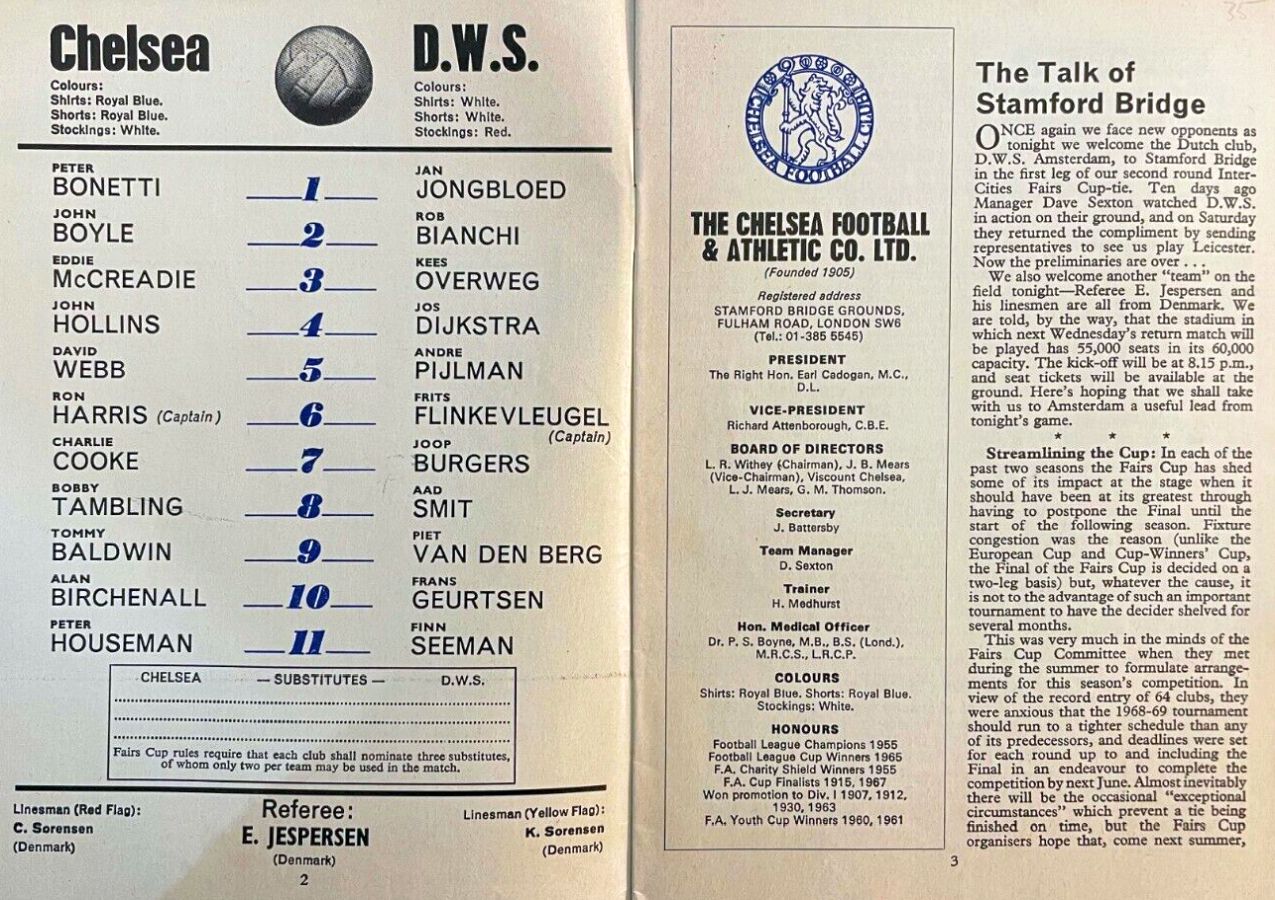 Chelsea
Colours:
Shirts: Royal Blue.
Shorts: Royal Blue.
Stockings: White.
D.W.S.
Colours:
Shirts: White.
Shorts: White.
Stockings: Red.
PETER
BONETTI
1
JAN
JONGBLOED
JOHN
BOYLE
2
ROB
BIANCHI
EDDIE
McCREADIE
3
KEES
OVERWEG
JOHN
HOLLINS
4
JOS
DIJKSTRA
DAVID
WEBB
5
ANDRE
PIJLMAN
RON
HARRIS (Captain)
6
FRITS
FLINKEVLEUGEL
(Captain)
CHARLIE
COOKE
7
JOOP
BURGERS
BOBBY
TAMBLING
8
AAD
SMIT
TOMMY
BALDWIN
9
PIET
VAN DEN BERG
ALAN
BIRCHENALL
10
FRANS
GEURTSEN
PETER
HOUSEMAN
11
FINN
SEEMAN
CHELSEA — SUBSTITUTES — D.W.S.
Fairs Cup rules require that each club shall nominate three substitutes,
of whom only two per team may be used in the match.
Linesman (Red Flag):
C. Sorensen
(Denmark)
Referee:
E. JESPERSEN
(Denmark)
Linesman (Yellow Flag):
K. Sorensen
(Denmark)
2
CHELSEA FOOTBALL CLUB
THE CHELSEA FOOTBALL
& ATHLETIC CO. LTD.
(Founded 1905)
Registered address
STAMFORD BRIDGE GROUNDS,
FULHAM ROAD, LONDON SW6
(Tel.: 01-385 5545)
PRESIDENT
The Right Hon. Earl Cadogan, M.C.,
D.L.
VICE-PRESIDENT
Richard Attenborough, C.B.E.
BOARD OF DIRECTORS
L. R. Withey (Chairman), J. B. Mears
(Vice-Chairman), Viscount Chelsea,
L. J. Mears, G. M. Thomson.
Secretary
J. Battersby
Team Manager
D. Sexton
Trainer
H. Medhurst
Hon. Medical Officer
Dr. P. S. Boyne, M.B., B.S. (Lond.),
M.R.C.S., L.R.C.P.
COLOURS
Shirts: Royal Blue. Shorts: Royal Blue.
Stockings: White.
HONOURS
Football League Champions 1955
Football League Cup Winners 1965
F.A. Charity Shield Winners 1955
F.A. Cup Finalists 1915, 1967
Won promotion to Div. I 1907, 1912,
1930, 1963
F.A. Youth Cup Winners 1960, 1961
3
35
The Talk of
Stamford Bridge
ONCE again we face new opponents as
tonight we welcome the Dutch club,
D.W.S. Amsterdam, to Stamford Bridge
in the first leg of our second round Inter-
Cities Fairs Cup-tie. Ten days ago
Manager Dave Sexton watched D.W.S.
in action on their ground, and on Saturday
they returned the compliment by sending
representatives to see us play Leicester.
Now the preliminaries are over . . .
We also welcome another "team" on the
field tonight—Referee E. Jespersen and
his linesmen are all from Denmark. We
are told, by the way, that the stadium in
which next Wednesday's return match will
be played has 55,000 seats in its 60,000
capacity. The kick-off will be at 8.15 p.m.,
and seat tickets will be available at the
ground. Here's hoping that we shall take
with us to Amsterdam a useful lead from
tonight's game.
* * *
Streamlining the Cup: In each of the
past two seasons the Fairs Cup has shed
some of its impact at the stage when it
should have been at its greatest through
having to postpone the Final until the
start of the following season. Fixture
congestion was the reason (unlike the
European Cup and Cup-Winners' Cup,
the Final of the Fairs Cup is decided on a
two-leg basis) but, whatever the cause, it
is not to the advantage of such an important
tournament to have the decider shelved for
several months.
This was very much in the minds of the
Fairs Cup Committee when they met
during the summer to formulate arrange-
ments for this season's competition. In
view of the record entry of 64 clubs, they
were anxious that the 1968-69 tournament
should run to a tighter schedule than any
of its predecessors, and deadlines were set
for each round up to and including the
Final in an endeavour to complete the
competition by next June. Almost inevitably
there will be the occasional "exceptional
circumstances" which prevent a tie being
finished on time, but the Fairs Cup
organisers hope that, come next summer,